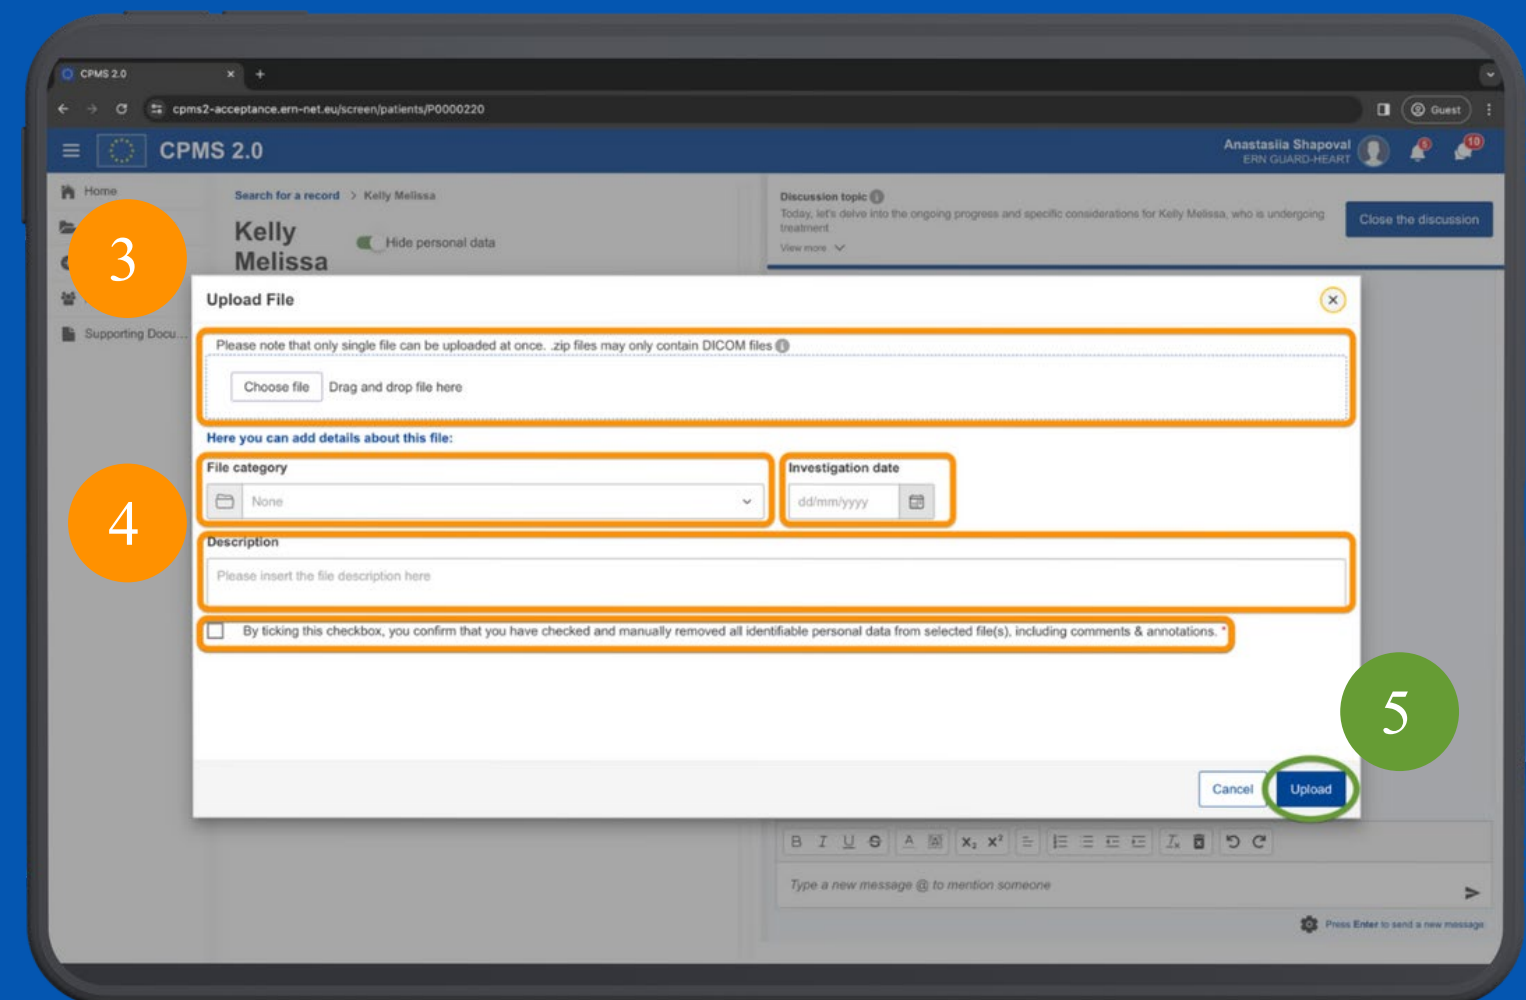 CPMS 2.0
cpms2-acceptance.ern-net.eu/screen/patients/P0000220
Guest
CPMS 2.0
Anastasiia Shapoval
ERN GUARD-HEART
5
10
Home
Supporting Docu...
Search for a record > Kelly Melissa
Kelly
Melissa
Hide personal data
Discussion topic
Today, let's delve into the ongoing progress and specific considerations for Kelly Melissa, who is undergoing
treatment
View more
Close the discussion
3
Upload File
Please note that only single file can be uploaded at once. .zip files may only contain DICOM files
Choose file Drag and drop file here
Here you can add details about this file:
4
File category
None
Investigation date
dd/mm/yyyy
Description
Please insert the file description here
By ticking this checkbox, you confirm that you have checked and manually removed all identifiable personal data from selected file(s), including comments & annotations. *
5
Cancel
Upload
Type a new message @ to mention someone
Press Enter to send a new message